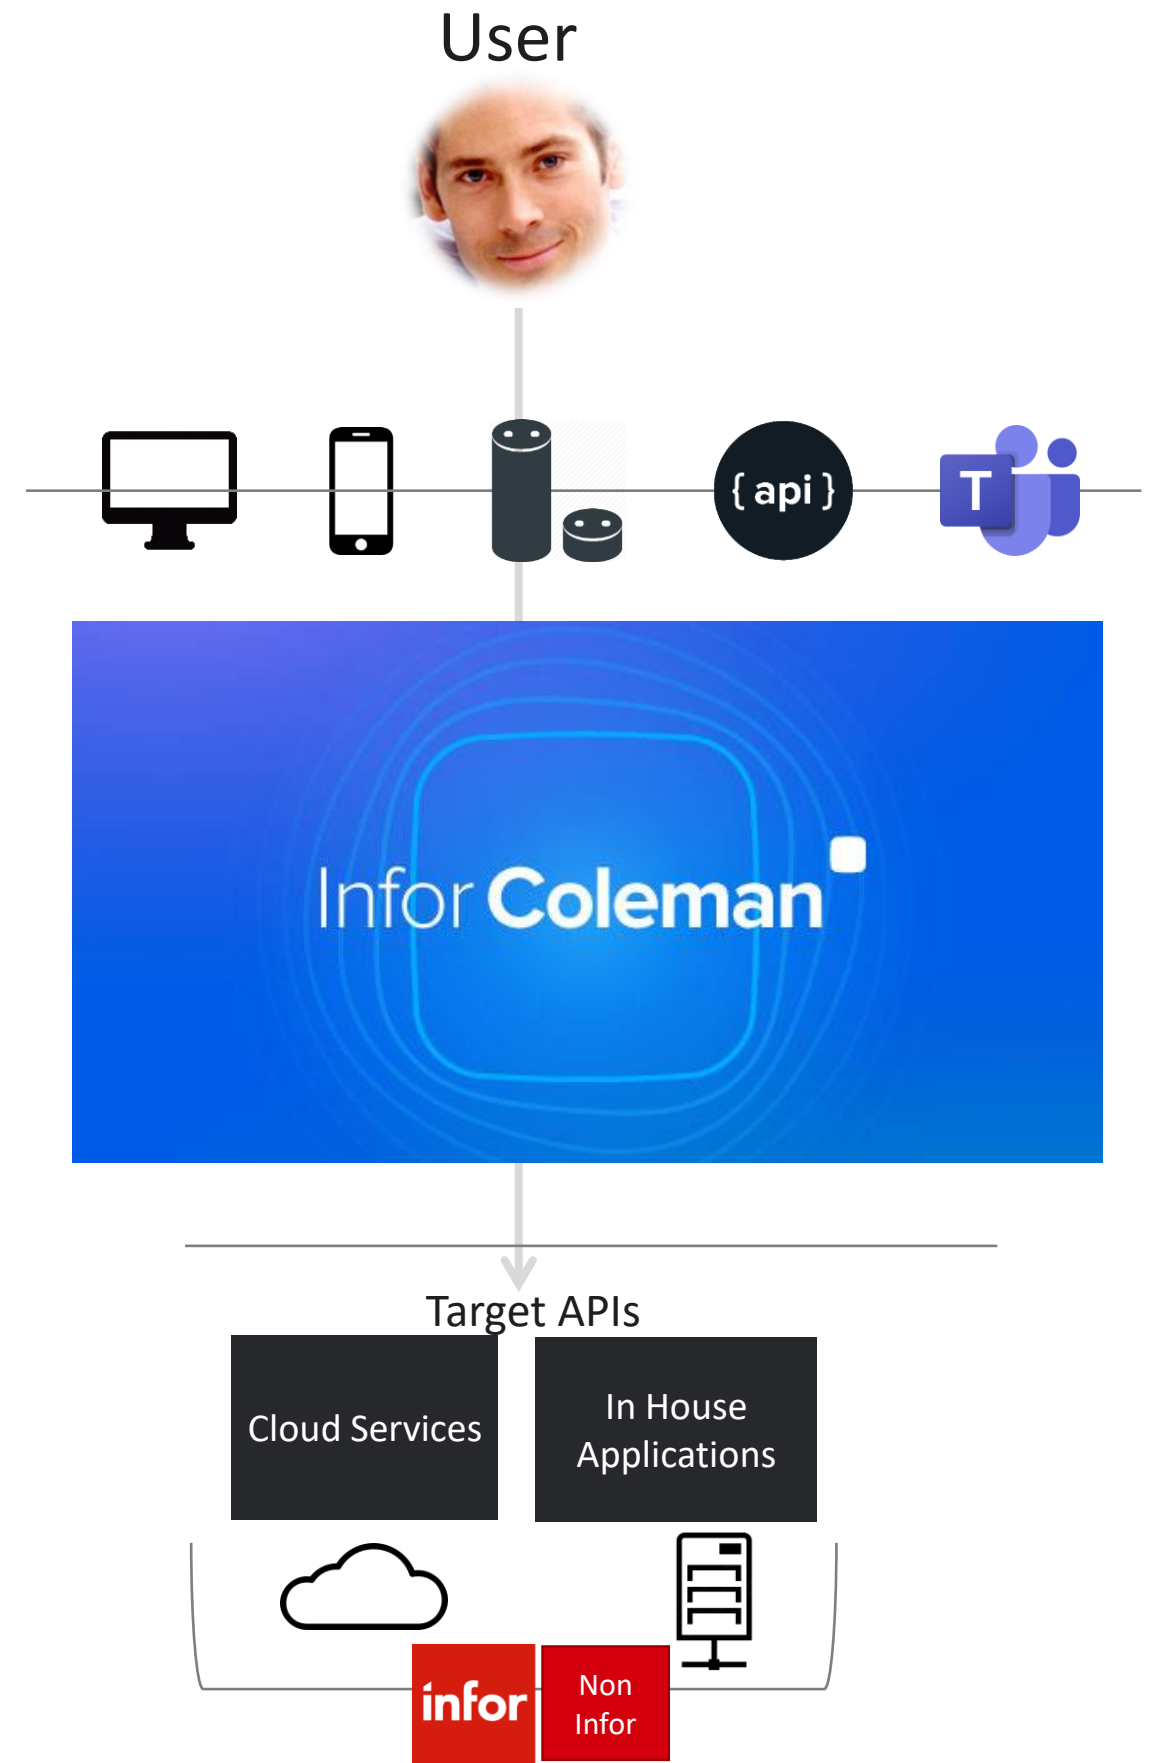 User
{ api }
T
Infor Coleman
Target APIs
Cloud Services
In House
Applications
infor
Non
Infor